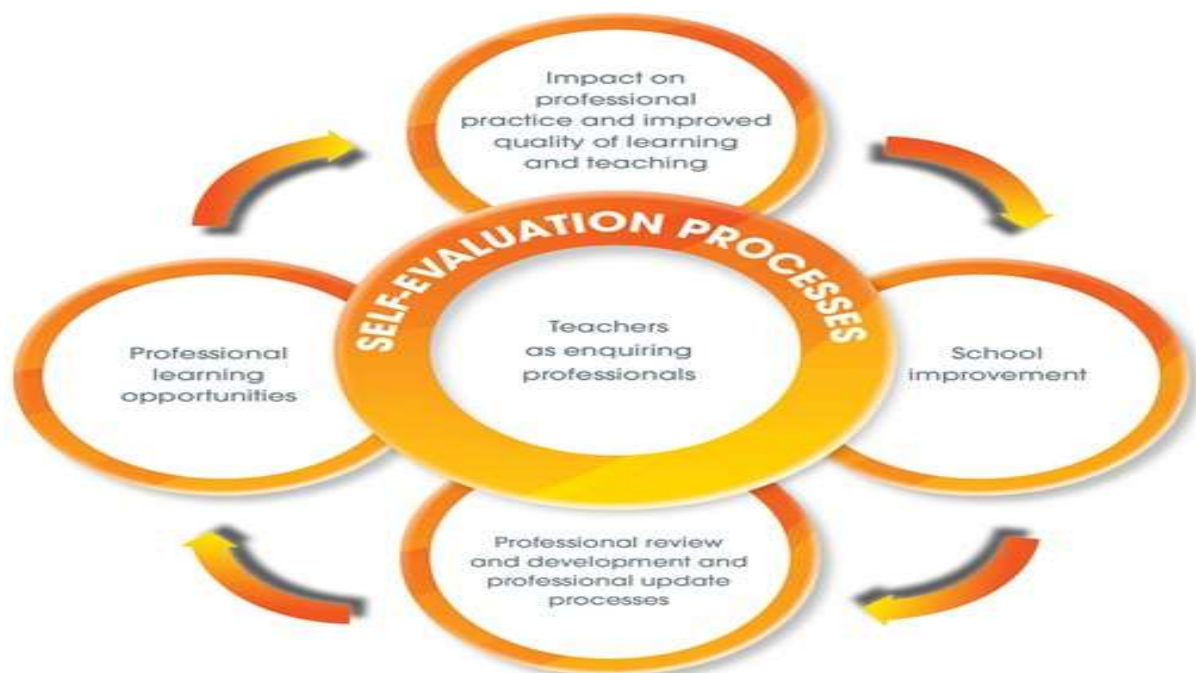 Impact on
professional
practice and improved
quality of learning
and teaching
SELF-EVALUATION PROCESSES
Professional
learning
opportunities
Teachers
as enquiring
professionals
School
improvement
Professional review
and development and
professional update
processes